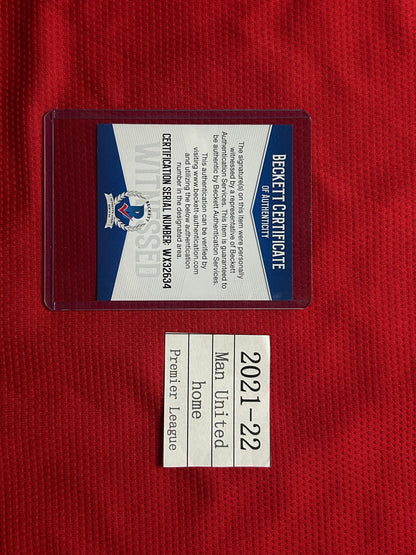 BECKETT CERTIFICATE
OF AUTHENTICITY
The signature(s) on this item were personally
witnessed by a representative of Beckett
Authentication Services. This item is guaranteed to
be authentic by Beckett Authentication Services.
This authentication can be verified by
visiting www.beckett-authentication.com
and utilizing the below authentication
number in the designated area.
CERTIFICATION SERIAL NUMBER: WX32634
WITNESSED
BECKETT
B
2021-22
Man United
home
Premier League